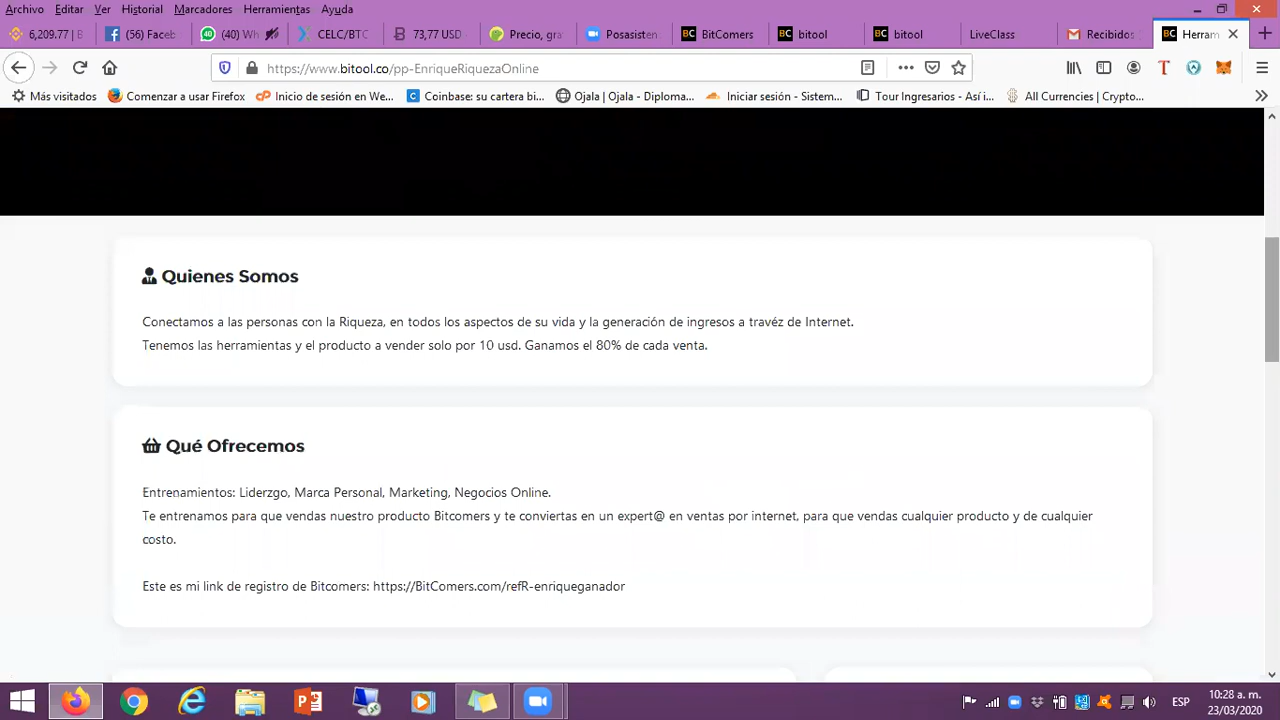 Archivo Editar Ver Historial Marcadores Herramientas Ayuda
6,209.77 | B (56) Faceb (40) Wh CELC/BTC 73,77 USD Precio, gra Posasisten BitComers bitool bitool LiveClass Recibidos Herram
https://www.bitool.co/pp-EnriqueRiquezaOnline
Más visitados Comenzar a usar Firefox Inicio de sesión en We... Coinbase: su cartera bi... Ojala | Ojala - Diploma... Iniciar sesión - Sistem... Tour Ingresarios - Así i... All Currencies | Crypto...
Quienes Somos
Conectamos a las personas con la Riqueza, en todos los aspectos de su vida y la generación de ingresos a travéz de Internet.
Tenemos las herramientas y el producto a vender solo por 10 usd. Ganamos el 80% de cada venta.
Qué Ofrecemos
Entrenamientos: Liderzgo, Marca Personal, Marketing, Negocios Online.
Te entrenamos para que vendas nuestro producto Bitcomers y te conviertas en un expert@ en ventas por internet, para que vendas cualquier producto y de cualquier
costo.
Este es mi link de registro de Bitcomers: https://BitComers.com/refR-enriqueganador
ESP
10:28 a. m.
23/03/2020